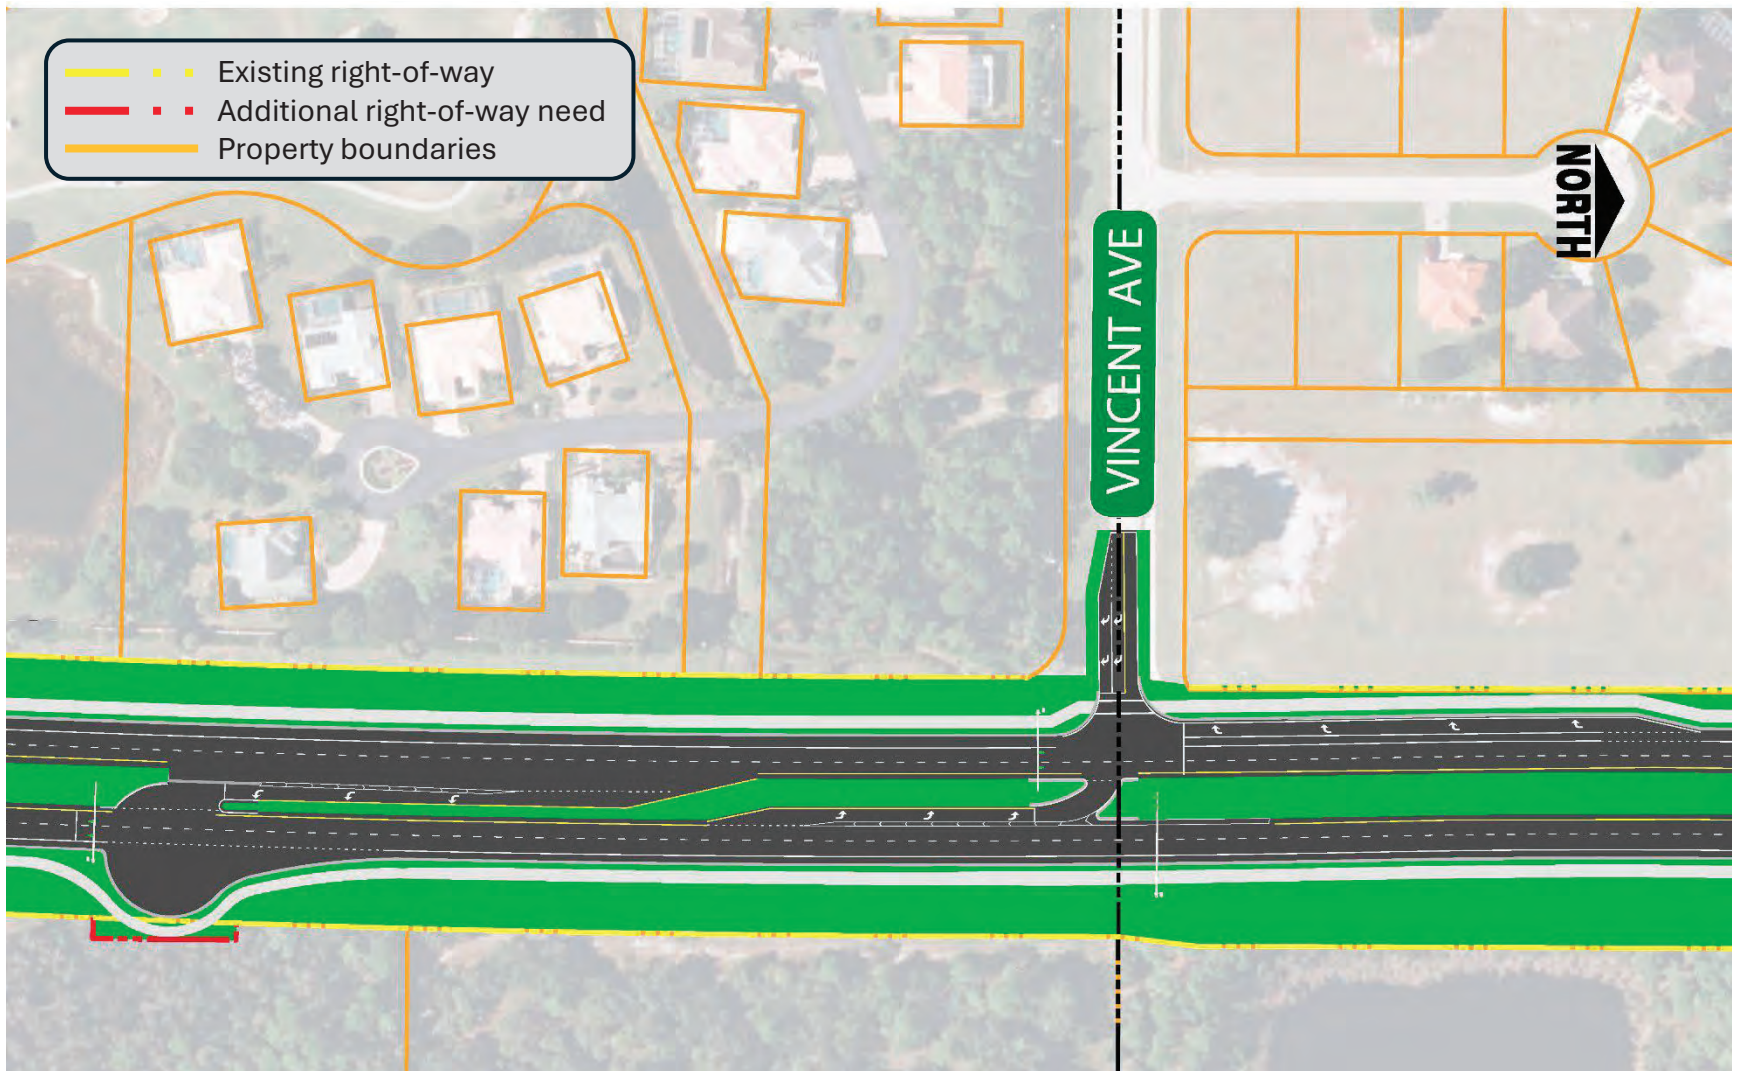 Existing right-of-way
Additional right-of-way need
Property boundaries
NORTH
VINCENT AVE